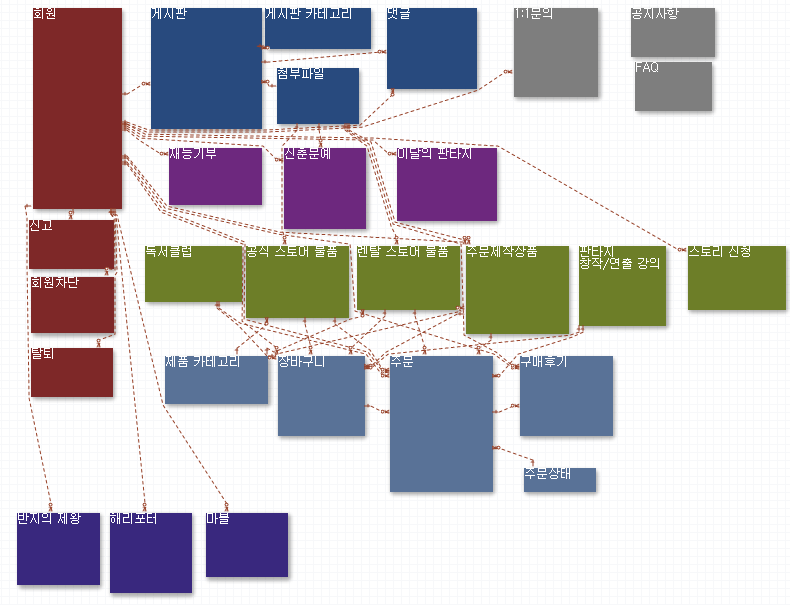 회원
게시판
게시판 카테고리
댓글
1:1문의
공지사항
첨부파일
FAQ
재능기부
신춘문예
이달의 판타지
신고
독서클럽
공식 스토어 물품
렌탈 스토어 물품
주문제작상품
판타지
창작/연출 강의
스토리 신청
회원차단
탈퇴
제품 카테고리
장바구니
주문
구매후기
주문상태
반지의 제왕
해리포터
마블